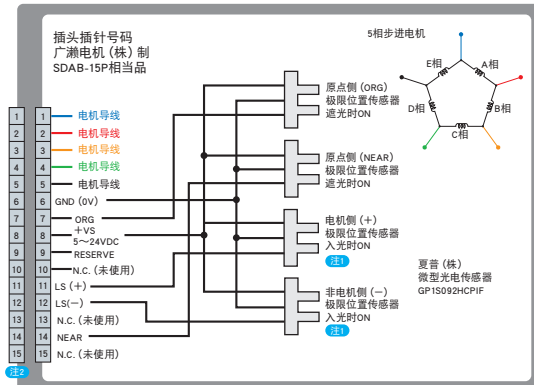 插头插针号码
广濑电机（株）制
SDAB-15P相当品
5相步进电机
E相
A相
D相
B相
C相
1 1 电机导线
2 2 电机导线
3 3 电机导线
4 4 电机导线
5 5 电机导线
6 6 GND（0V）
7 7 ORG
8 8 +VS
5～24VDC
9 9 RESERVE
10 10 N.C.（未使用）
11 11 LS（+）
12 12 LS(−)
13 13 N.C.（未使用）
14 14 NEAR
15 15 N.C.（未使用）
注2
原点侧（ORG）
极限位置传感器
遮光时ON
原点侧（NEAR）
极限位置传感器
遮光时ON
电机侧（+）
极限位置传感器
入光时ON
注1
非电机侧（−）
极限位置传感器
入光时ON
注1
夏普（株）
微型光电传感器
GP1S092HCPIF